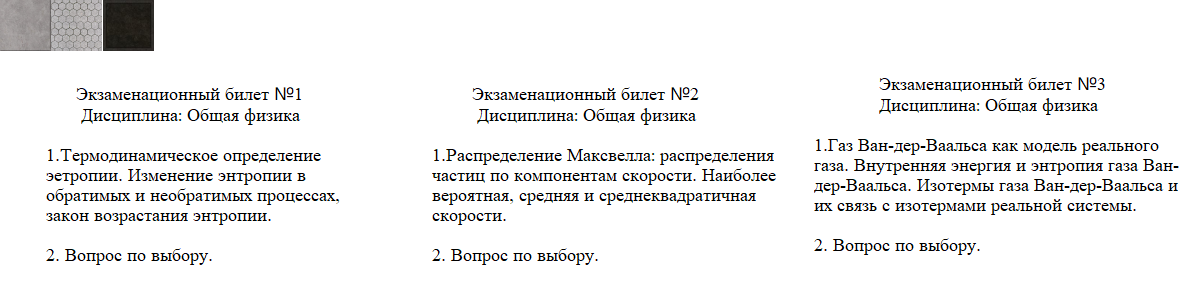 Экзаменационный билет №1
Дисциплина: Общая физика
1.Термодинамическое определение
эетропии. Изменение энтропии в
обратимых и необратимых процессах,
закон возрастания энтропии.
2. Вопрос по выбору.
Экзаменационный билет №2
Дисциплина: Общая физика
1.Распределение Максвелла: распределения
частиц по компонентам скорости. Наиболее
вероятная, средняя и среднеквадратичная
скорости.
2. Вопрос по выбору.
Экзаменационный билет №3
Дисциплина: Общая физика
1.Газ Ван-дер-Ваальса как модель реального
газа. Внутренняя энергия и энтропия газа Ван-
дер-Ваальса. Изотермы газа Ван-дер-Ваальса и
их связь с изотермами реальной системы.
2. Вопрос по выбору.